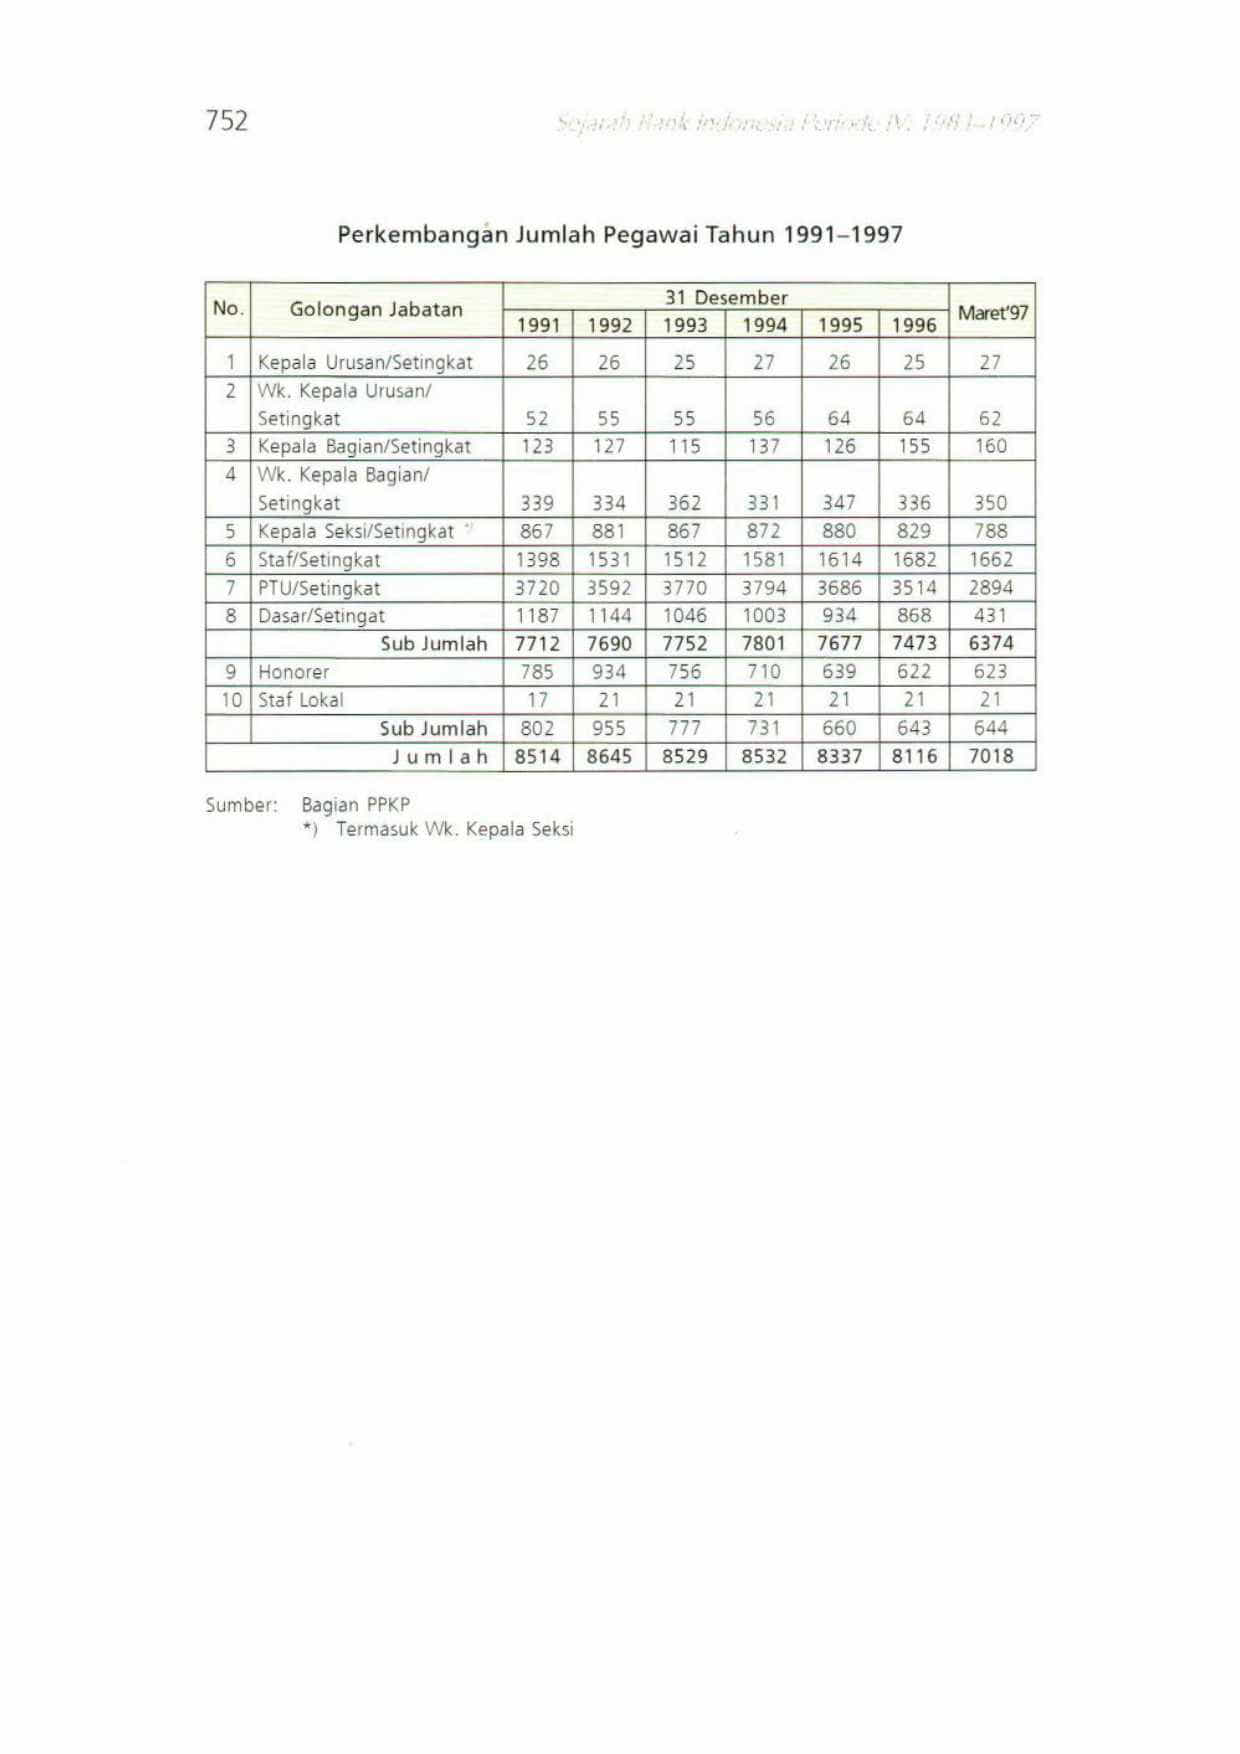 752
Sejarah Bank Indonesia Periode IV: 1983–1997
Perkembangan Jumlah Pegawai Tahun 1991–1997
No. Golongan Jabatan 31 Desember Maret'97
1991 1992 1993 1994 1995 1996
1 Kepala Urusan/Setingkat 26 26 25 27 26 25 27
2 Wk. Kepala Urusan/
Setingkat 52 55 55 56 64 64 62
3 Kepala Bagian/Setingkat 123 127 115 137 126 155 160
4 Wk. Kepala Bagian/
Setingkat 339 334 362 331 347 336 350
5 Kepala Seksi/Setingkat *) 867 881 867 872 880 829 788
6 Staf/Setingkat 1398 1531 1512 1581 1614 1682 1662
7 PTU/Setingkat 3720 3592 3770 3794 3686 3514 2894
8 Dasar/Setingat 1187 1144 1046 1003 934 868 431
Sub Jumlah 7712 7690 7752 7801 7677 7473 6374
9 Honorer 785 934 756 710 639 622 623
10 Staf Lokal 17 21 21 21 21 21 21
Sub Jumlah 802 955 777 731 660 643 644
Jumlah 8514 8645 8529 8532 8337 8116 7018
Sumber: Bagian PPKP
*) Termasuk Wk. Kepala Seksi